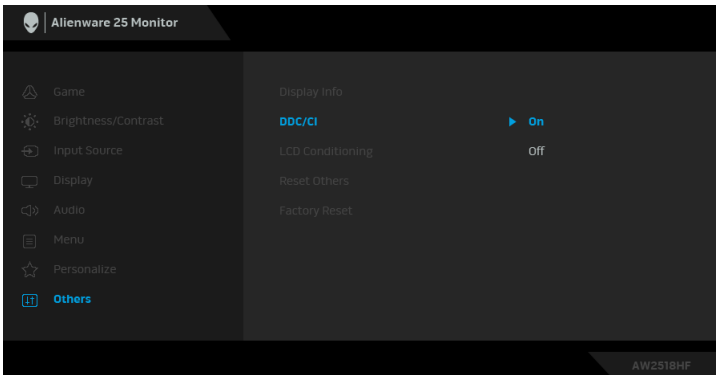 Alienware 25 Monitor
Game
Brightness/Contrast
Input Source
Display
Audio
Menu
Personalize
Others
Display Info
DDC/CI On
LCD Conditioning Off
Reset Others
Factory Reset
AW2518HF